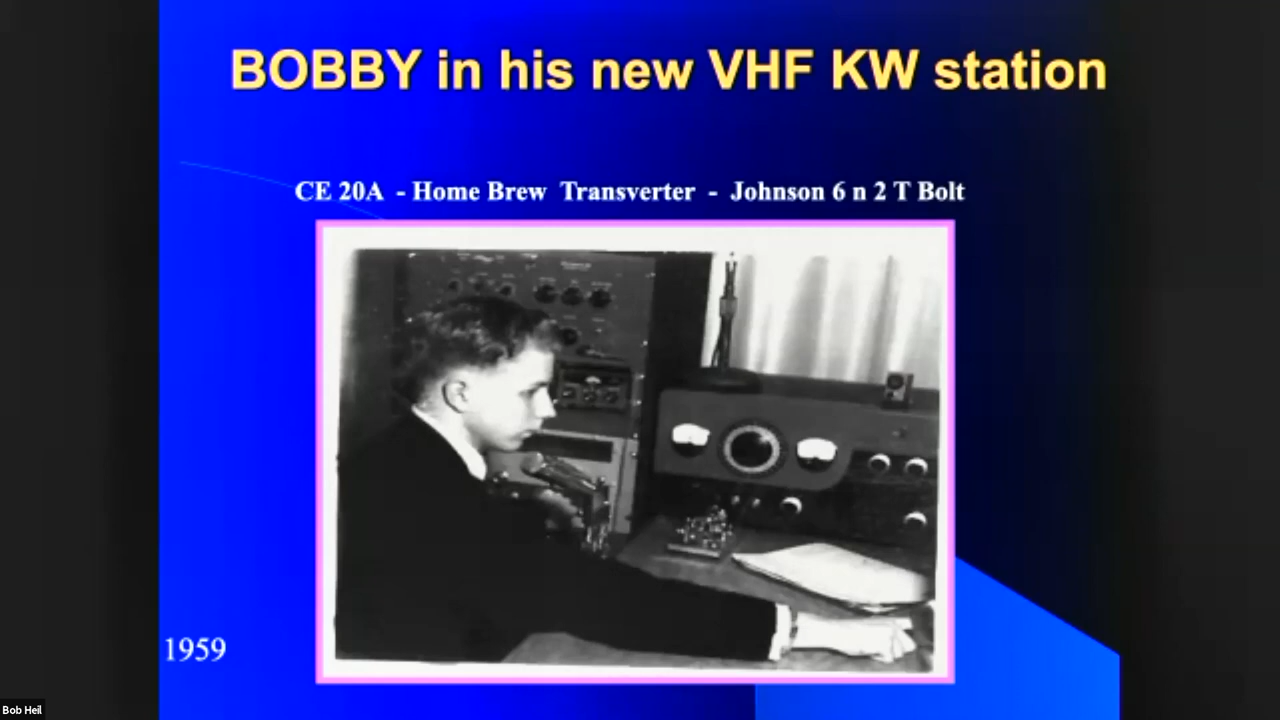 BOBBY in his new VHF KW station
CE 20A - Home Brew Transverter - Johnson 6 n 2 T Bolt
1959
Bob Heil